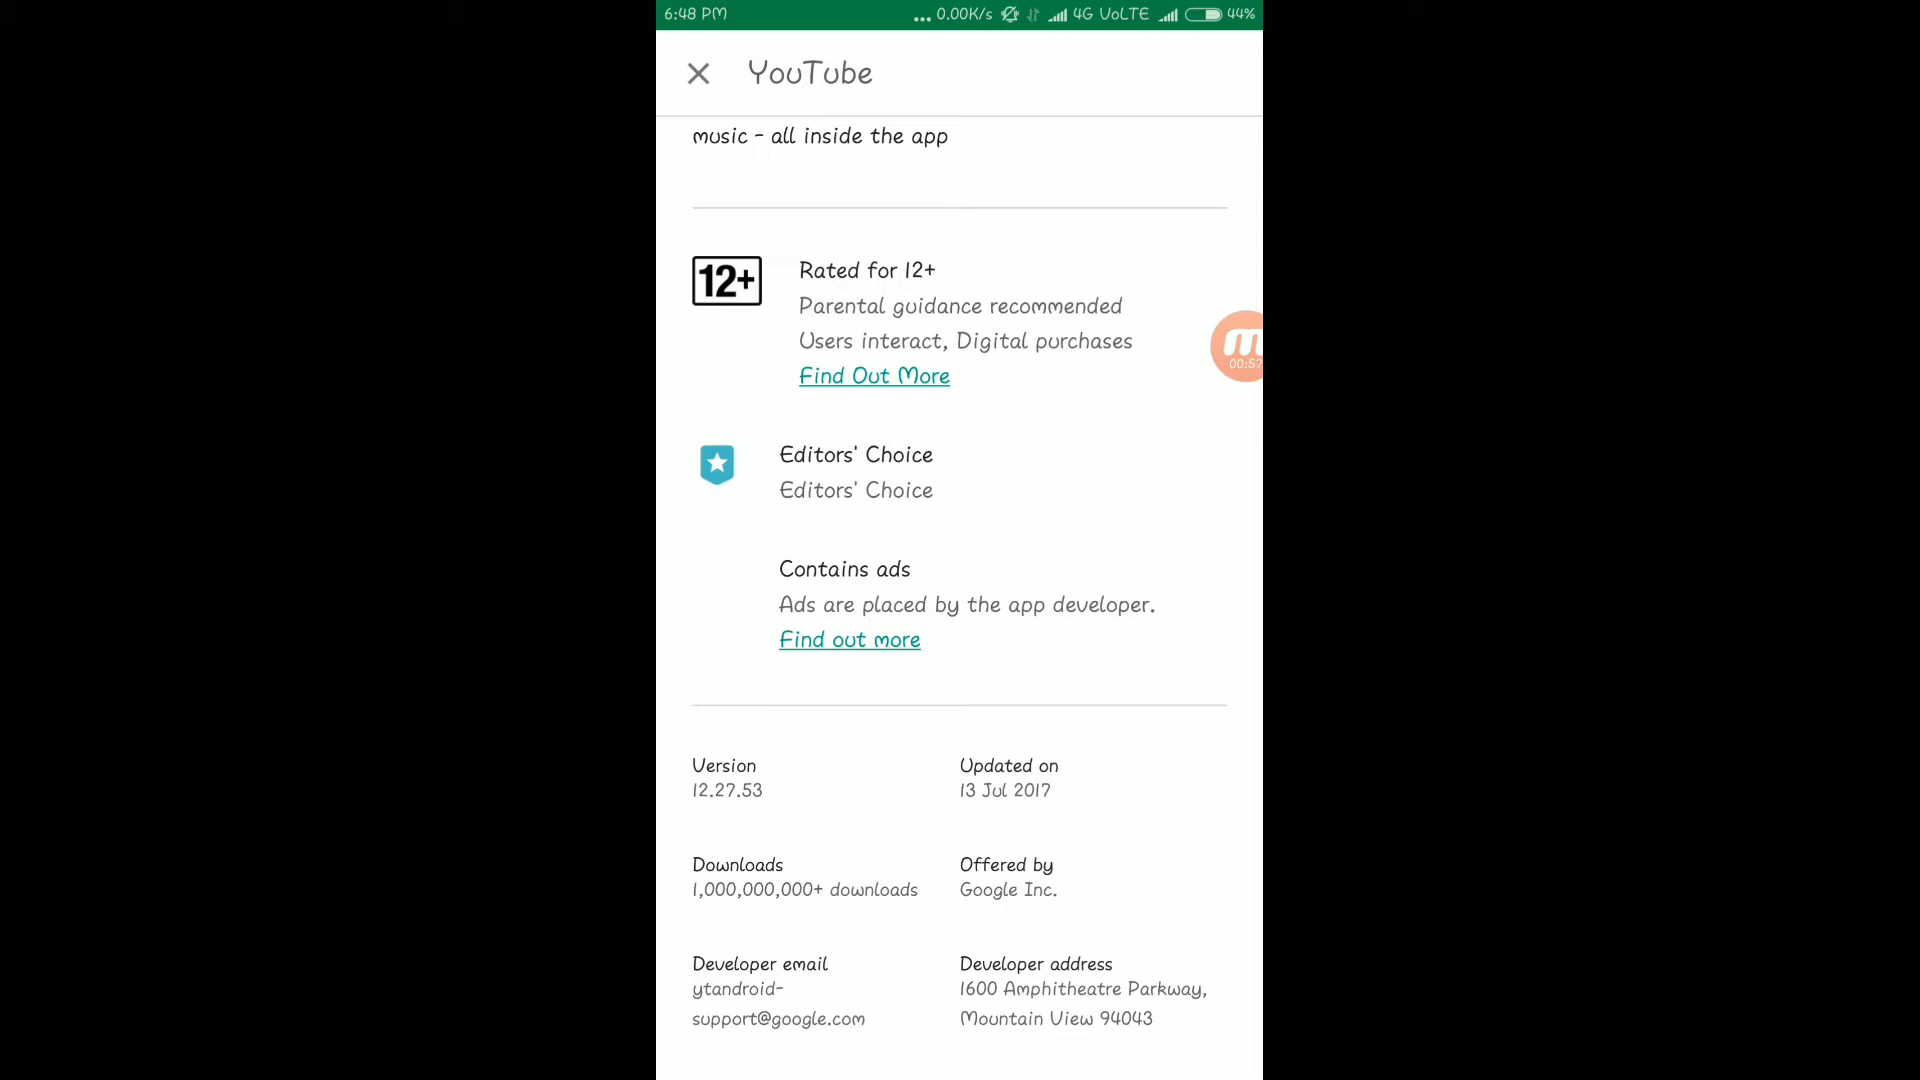 6:48 PM ... 0.00K/s 4G VoLTE 44%
YouTube
music - all inside the app
12+
Rated for 12+
Parental guidance recommended
Users interact, Digital purchases
Find Out More
00:57
Editors' Choice
Editors' Choice
Contains ads
Ads are placed by the app developer.
Find out more
Version
12.27.53
Updated on
13 Jul 2017
Downloads
1,000,000,000+ downloads
Offered by
Google Inc.
Developer email
ytandroid-
support@google.com
Developer address
1600 Amphitheatre Parkway,
Mountain View 94043